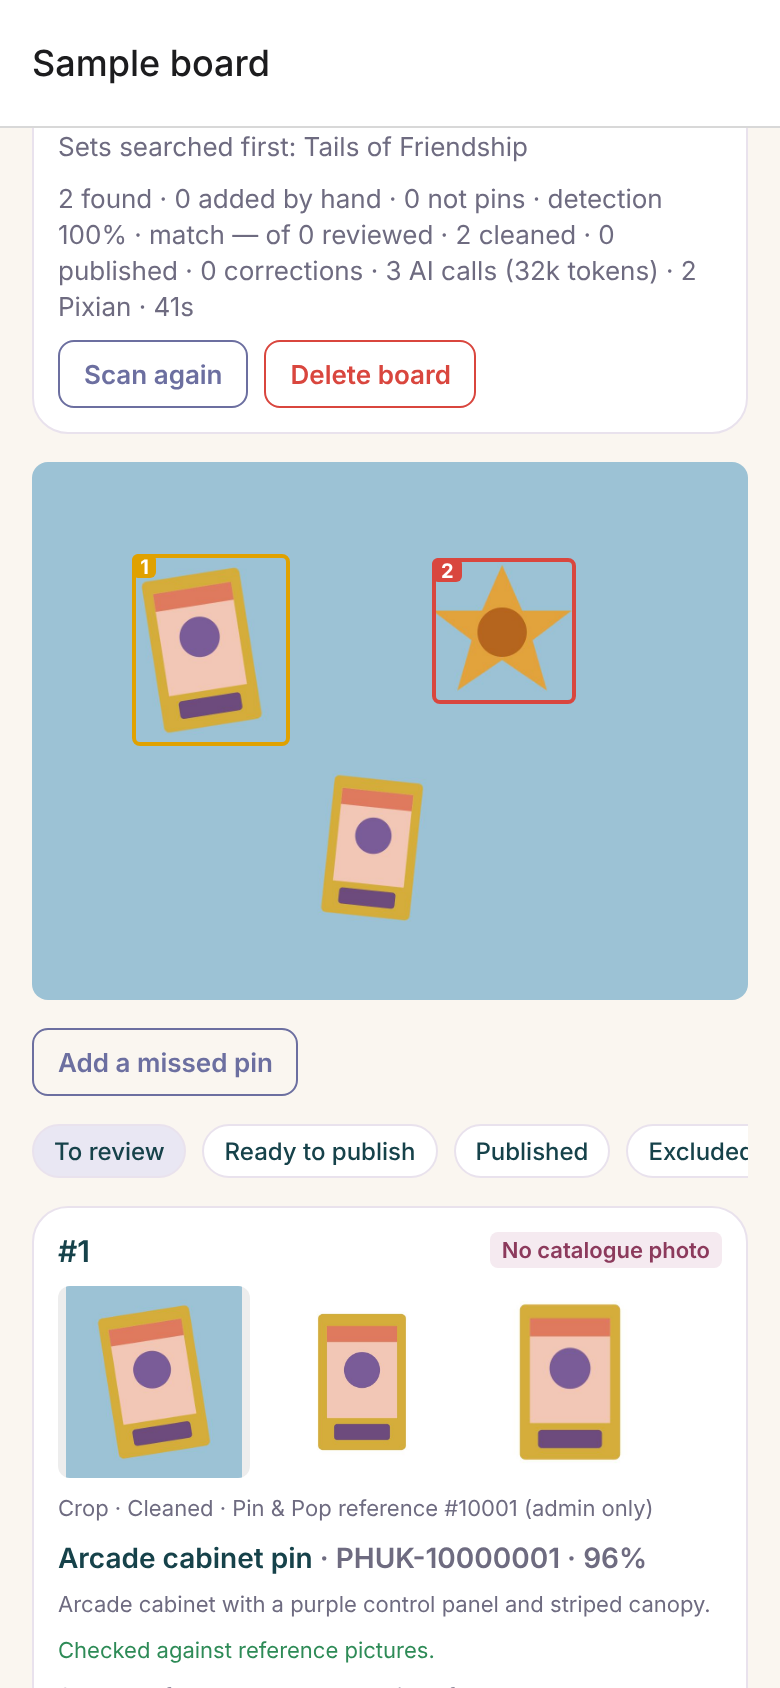 Sample board
Sets searched first: Tails of Friendship
2 found · 0 added by hand · 0 not pins · detection
100% · match — of 0 reviewed · 2 cleaned · 0
published · 0 corrections · 3 AI calls (32k tokens) · 2
Pixian · 41s
Scan again
Delete board
1
2
Add a missed pin
To review
Ready to publish
Published
Excluded
#1
No catalogue photo
Crop · Cleaned · Pin & Pop reference #10001 (admin only)
Arcade cabinet pin · PHUK-10000001 · 96%
Arcade cabinet with a purple control panel and striped canopy.
Checked against reference pictures.